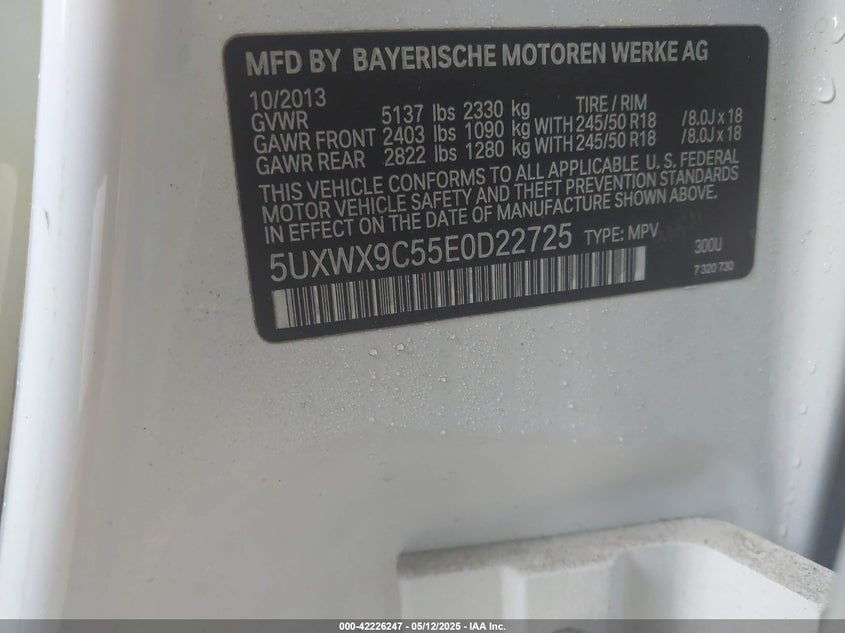 MFD BY BAYERISCHE MOTOREN WERKE AG
10/2013
GVWR 5137 lbs 2330 kg TIRE / RIM
GAWR FRONT 2403 lbs 1090 kg WITH 245/50 R18 /8.0J x 18
GAWR REAR 2822 lbs 1280 kg WITH 245/50 R18 /8.0J x 18
THIS VEHICLE CONFORMS TO ALL APPLICABLE U.S. FEDERAL
MOTOR VEHICLE SAFETY AND THEFT PREVENTION STANDARDS
IN EFFECT ON THE DATE OF MANUFACTURE SHOWN ABOVE.
5UXWX9C55E0D22725 TYPE: MPV
300U
7 320 730
000-42226247 - 05/12/2025 - IAA Inc.